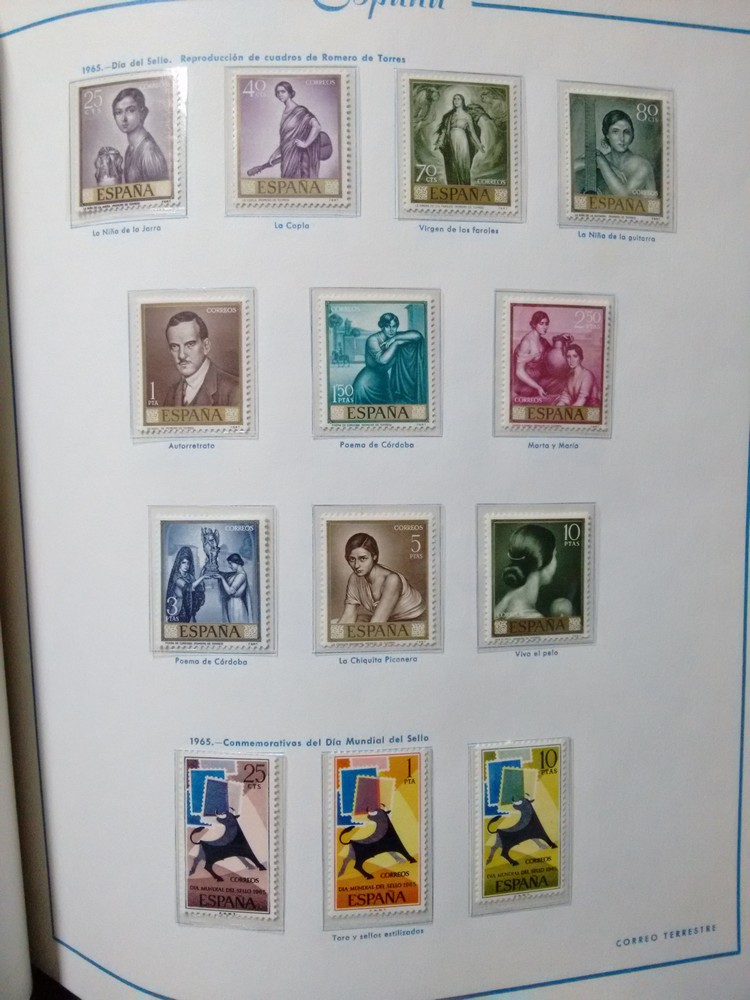 España
1965.—Día del Sello. Reproducción de cuadros de Romero de Torres
25 CTS ESPAÑA
40 CTS CORREOS ESPAÑA
70 CTS CORREOS ESPAÑA
80 CTS CORREOS ESPAÑA
La Niña de la Jarra
La Copla
Virgen de los faroles
La Niña de la guitarra
CORREOS 1 PTA ESPAÑA
CORREOS 1,50 PTAS ESPAÑA
2,50 PTAS CORREOS ESPAÑA
Autorretrato
Poema de Córdoba
Marta y María
CORREOS 3 PTAS ESPAÑA
CORREOS 5 PTAS ESPAÑA
10 PTAS ESPAÑA
Poema de Córdoba
La Chiquita Piconera
Viva el pelo
1965.—Conmemorativos del Día Mundial del Sello
25 CTS
CORREOS
DIA MUNDIAL DEL SELLO 1965
ESPAÑA
1 PTA
CORREOS
DIA MUNDIAL DEL SELLO 1965
ESPAÑA
10 PTAS
CORREOS
DIA MUNDIAL DEL SELLO 1965
ESPAÑA
Toro y sellos estilizados
CORREO TERRESTRE